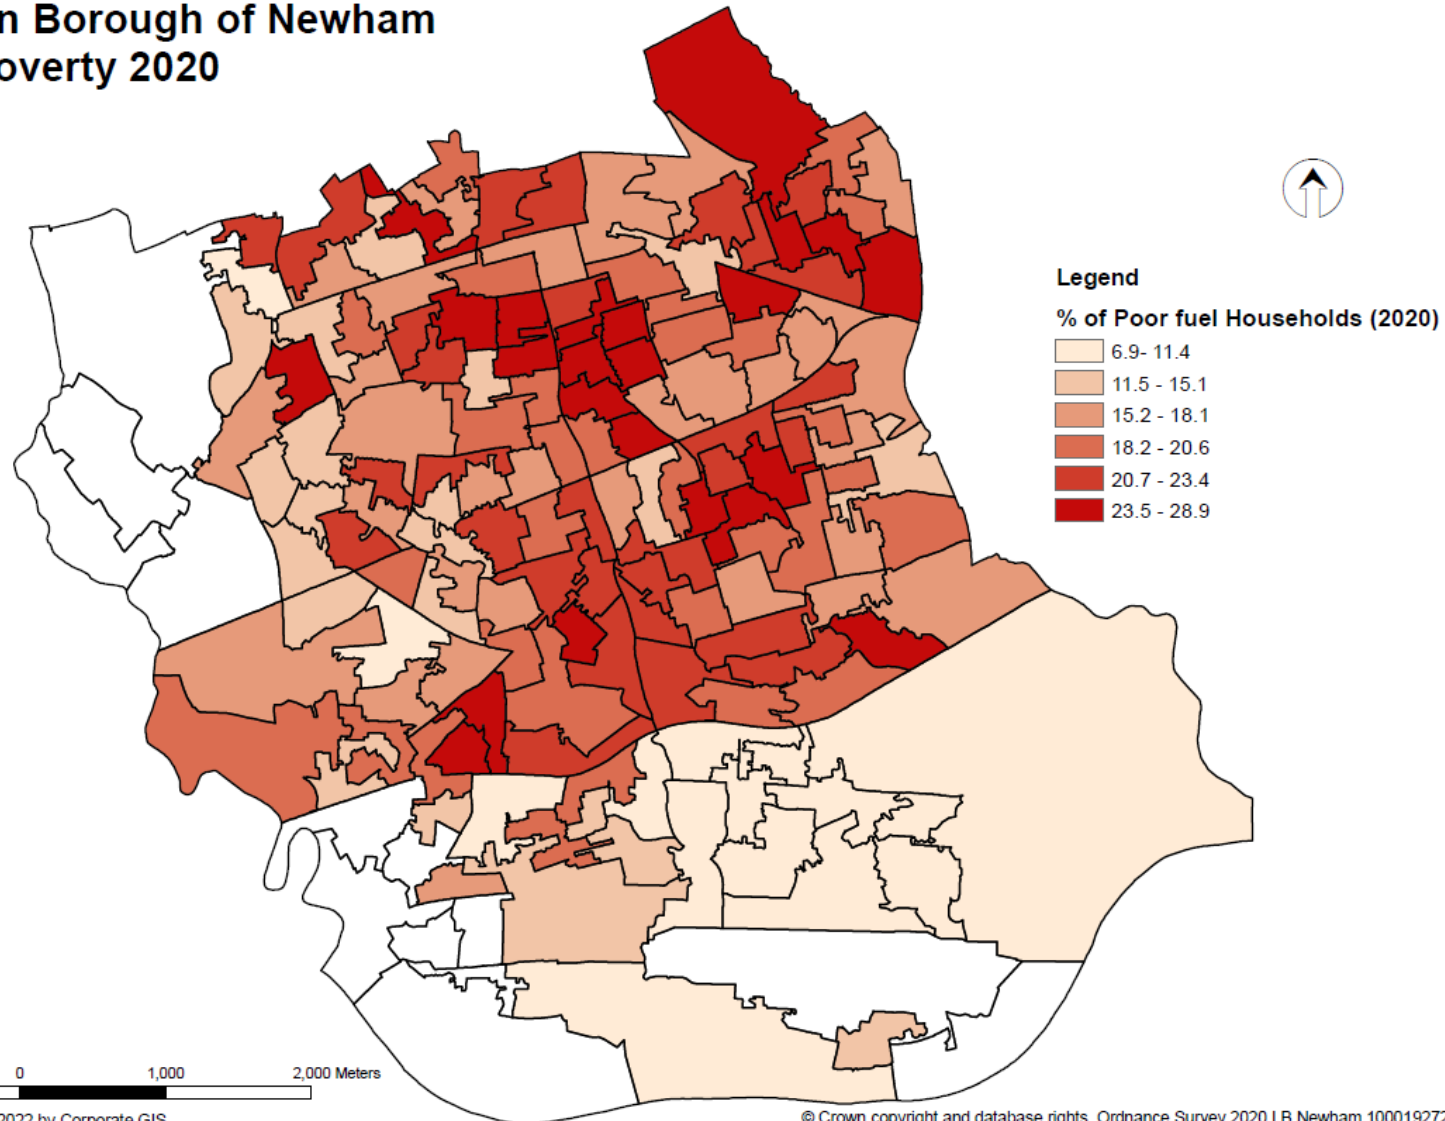 n Borough of Newham
overty 2020
Legend
% of Poor fuel Households (2020)
6.9- 11.4
11.5 - 15.1
15.2 - 18.1
18.2 - 20.6
20.7 - 23.4
23.5 - 28.9
0 1,000 2,000 Meters
2022 by Corporate GIS
© Crown copyright and database rights. Ordnance Survey 2020 LB Newham 100019272